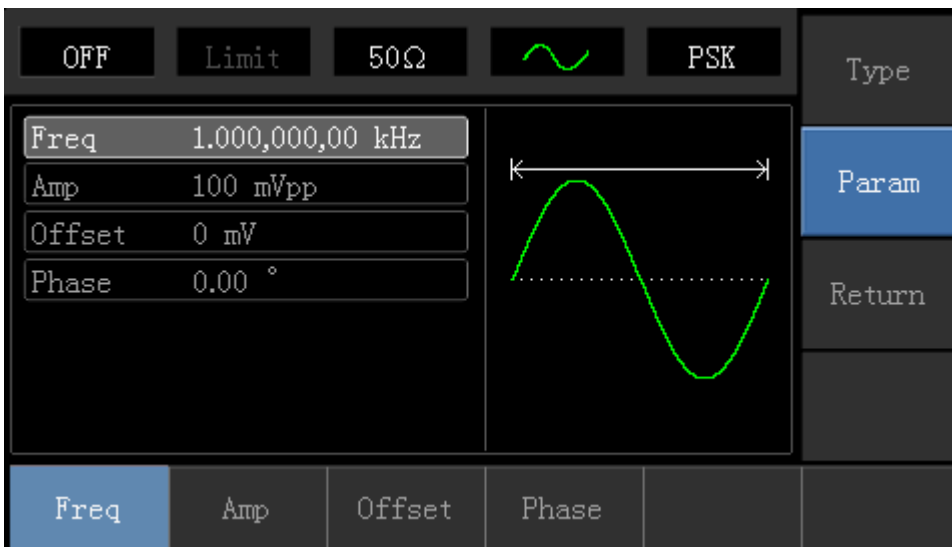 OFF Limit 50Ω PSK
Type
Freq 1.000,000,00 kHz
Amp 100 mVpp
Offset 0 mV
Phase 0.00 °
Param
Return
Freq Amp Offset Phase